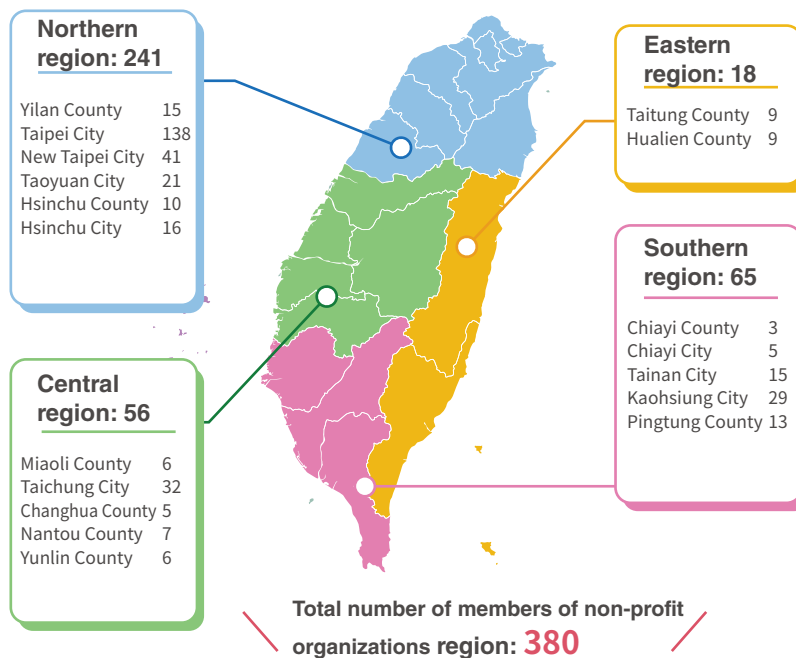 Northern
region: 241
Yilan County 15
Taipei City 138
New Taipei City 41
Taoyuan City 21
Hsinchu County 10
Hsinchu City 16
Eastern
region: 18
Taitung County 9
Hualien County 9
Southern
region: 65
Chiayi County 3
Chiayi City 5
Tainan City 15
Kaohsiung City 29
Pingtung County 13
Central
region: 56
Miaoli County 6
Taichung City 32
Changhua County 5
Nantou County 7
Yunlin County 6
Total number of members of non-profit
organizations region: 380